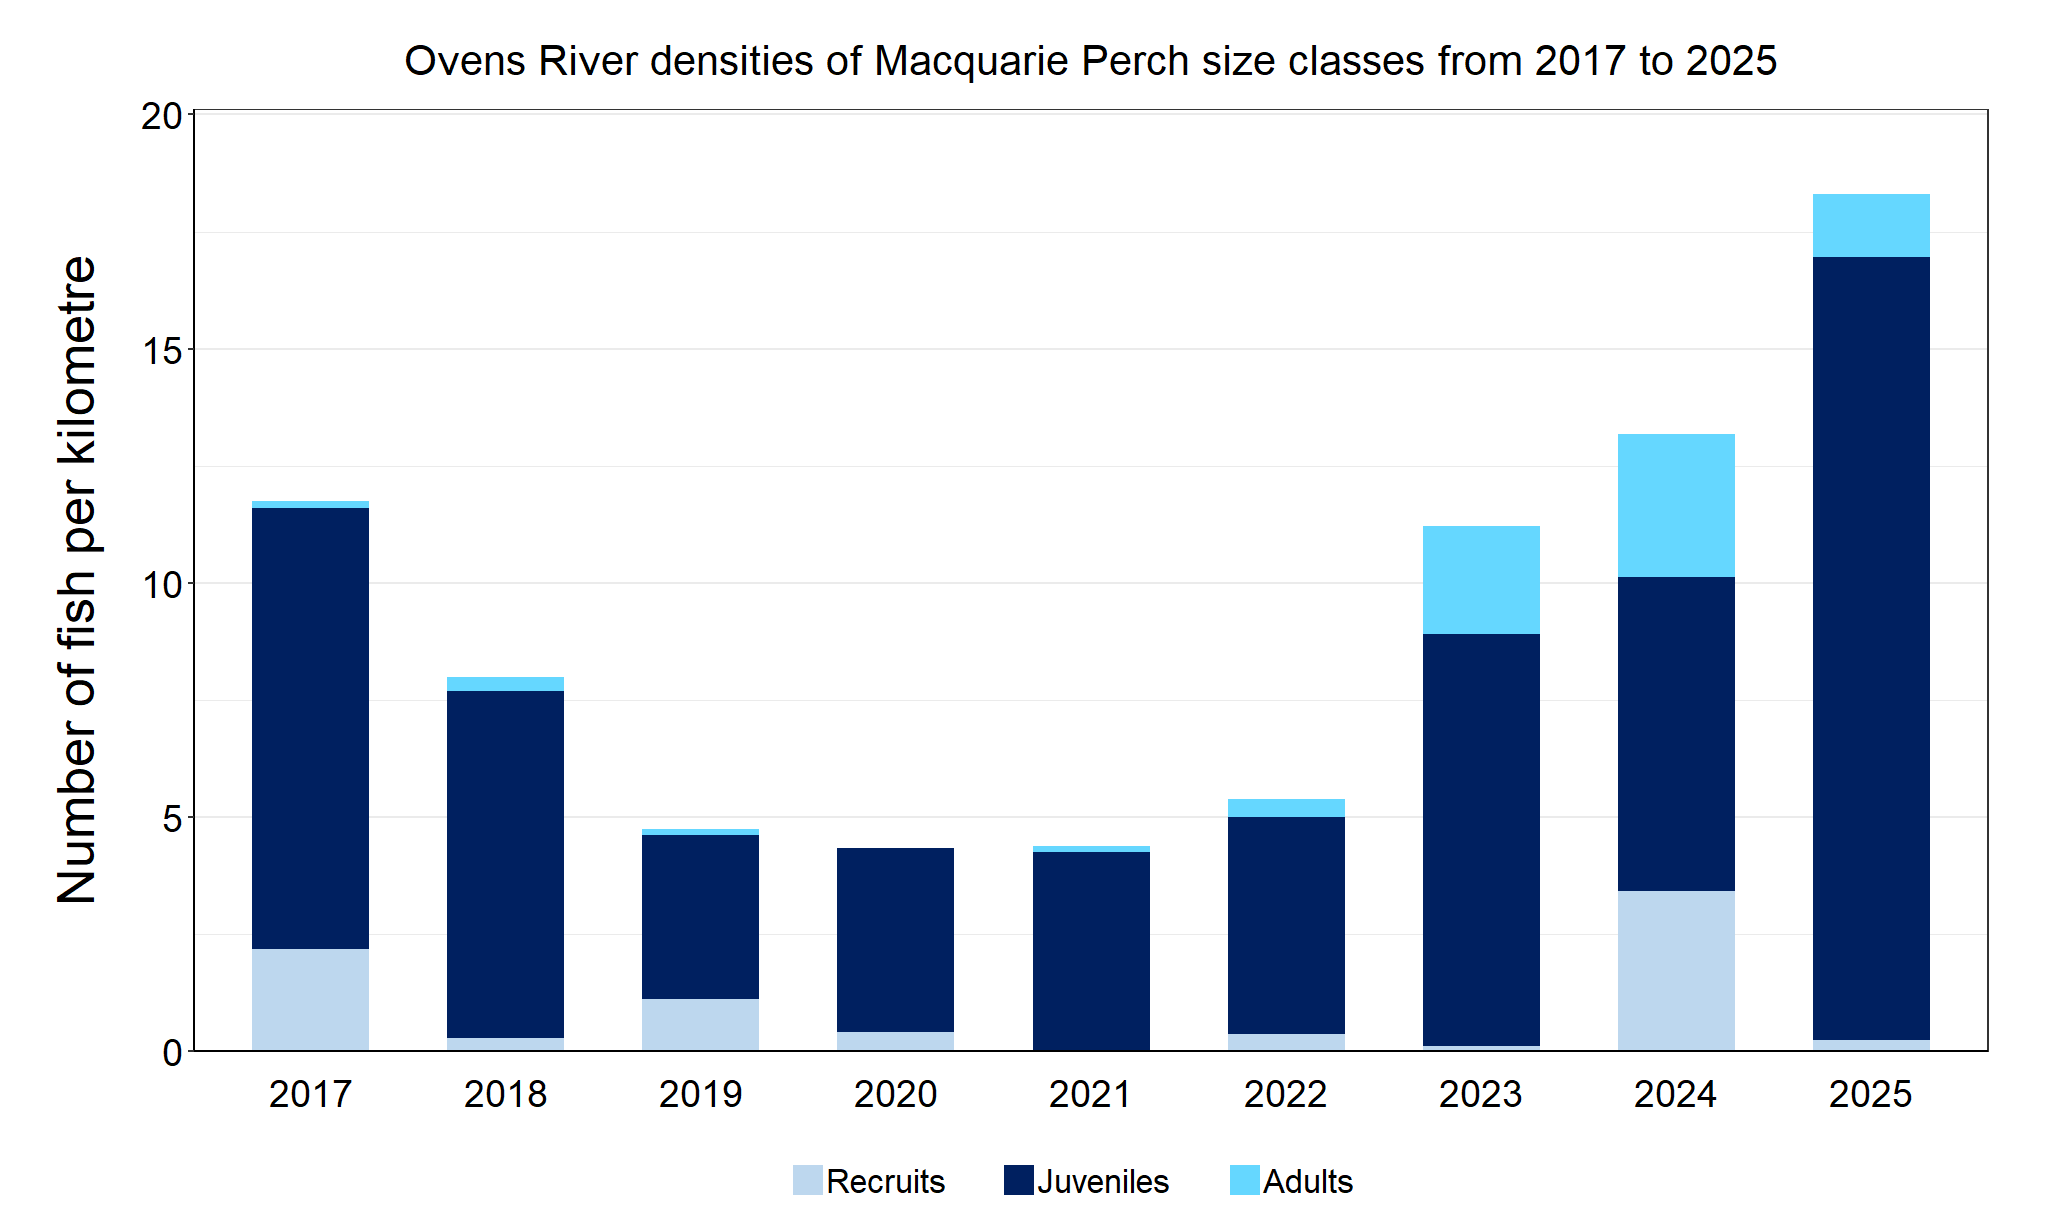 Ovens River densities of Macquarie Perch size classes from 2017 to 2025
Number of fish per kilometre
20
15
10
5
0
2017 2018 2019 2020 2021 2022 2023 2024 2025
Recruits Juveniles Adults